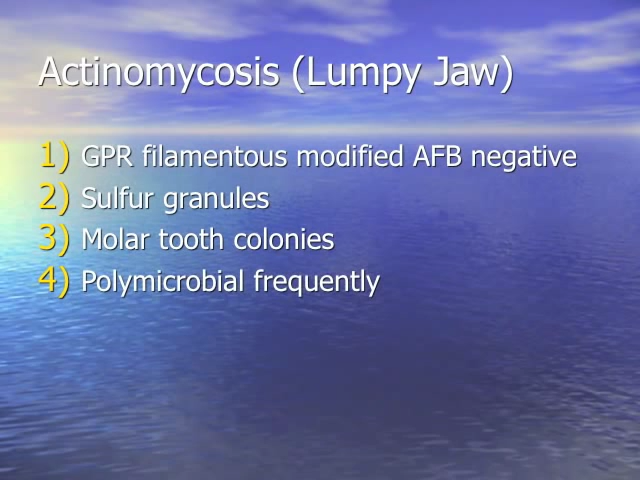 Actinomycosis (Lumpy Jaw)
1) GPR filamentous modified AFB negative
2) Sulfur granules
3) Molar tooth colonies
4) Polymicrobial frequently